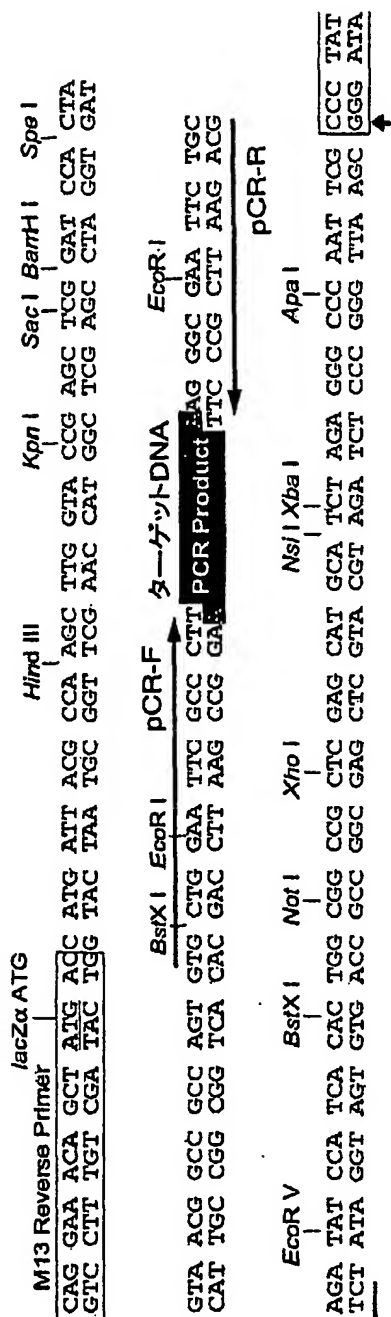 M13 Reverse Primer lacZα ATG Hind III Kpn I Sac I BamH I Spe I
CAG GAA ACA GCT ATG ACC ATG ATT ACG CCA AGC TTG GTA CCG AGC TCG GAT CCA CTA
GTC CTT TGT CGA TAC TGG TAC TAA TGC GGT TCG AAC CAT GGC TCG AGC CTA GGT GAT
BstX I EcoR I pCR-F ターゲットDNA EcoR I
GTA ACG GCC GCC AGT GTG CTG GAA TTC GCC CTT PCR Product AAG GGC GAA TTC TGC
CAT TGC CGG CGG TCA CAC GAC CTT AAG CGG GAA TTC CCG CTT AAG ACG
pCR-R
EcoR V BstX I Not I Xho I Nsi I Xba I Apa I
AGA TAT CCA TCA CAC TGG CGG CCG CTC GAG CAT GCA TCT AGA GGG CCC AAT TCG CCC TAT
TCT ATA GGT AGT GTG ACC GCC GGC GAG CTC GTA CGT AGA TCT CCC GGG TTA AGC GGG ATA